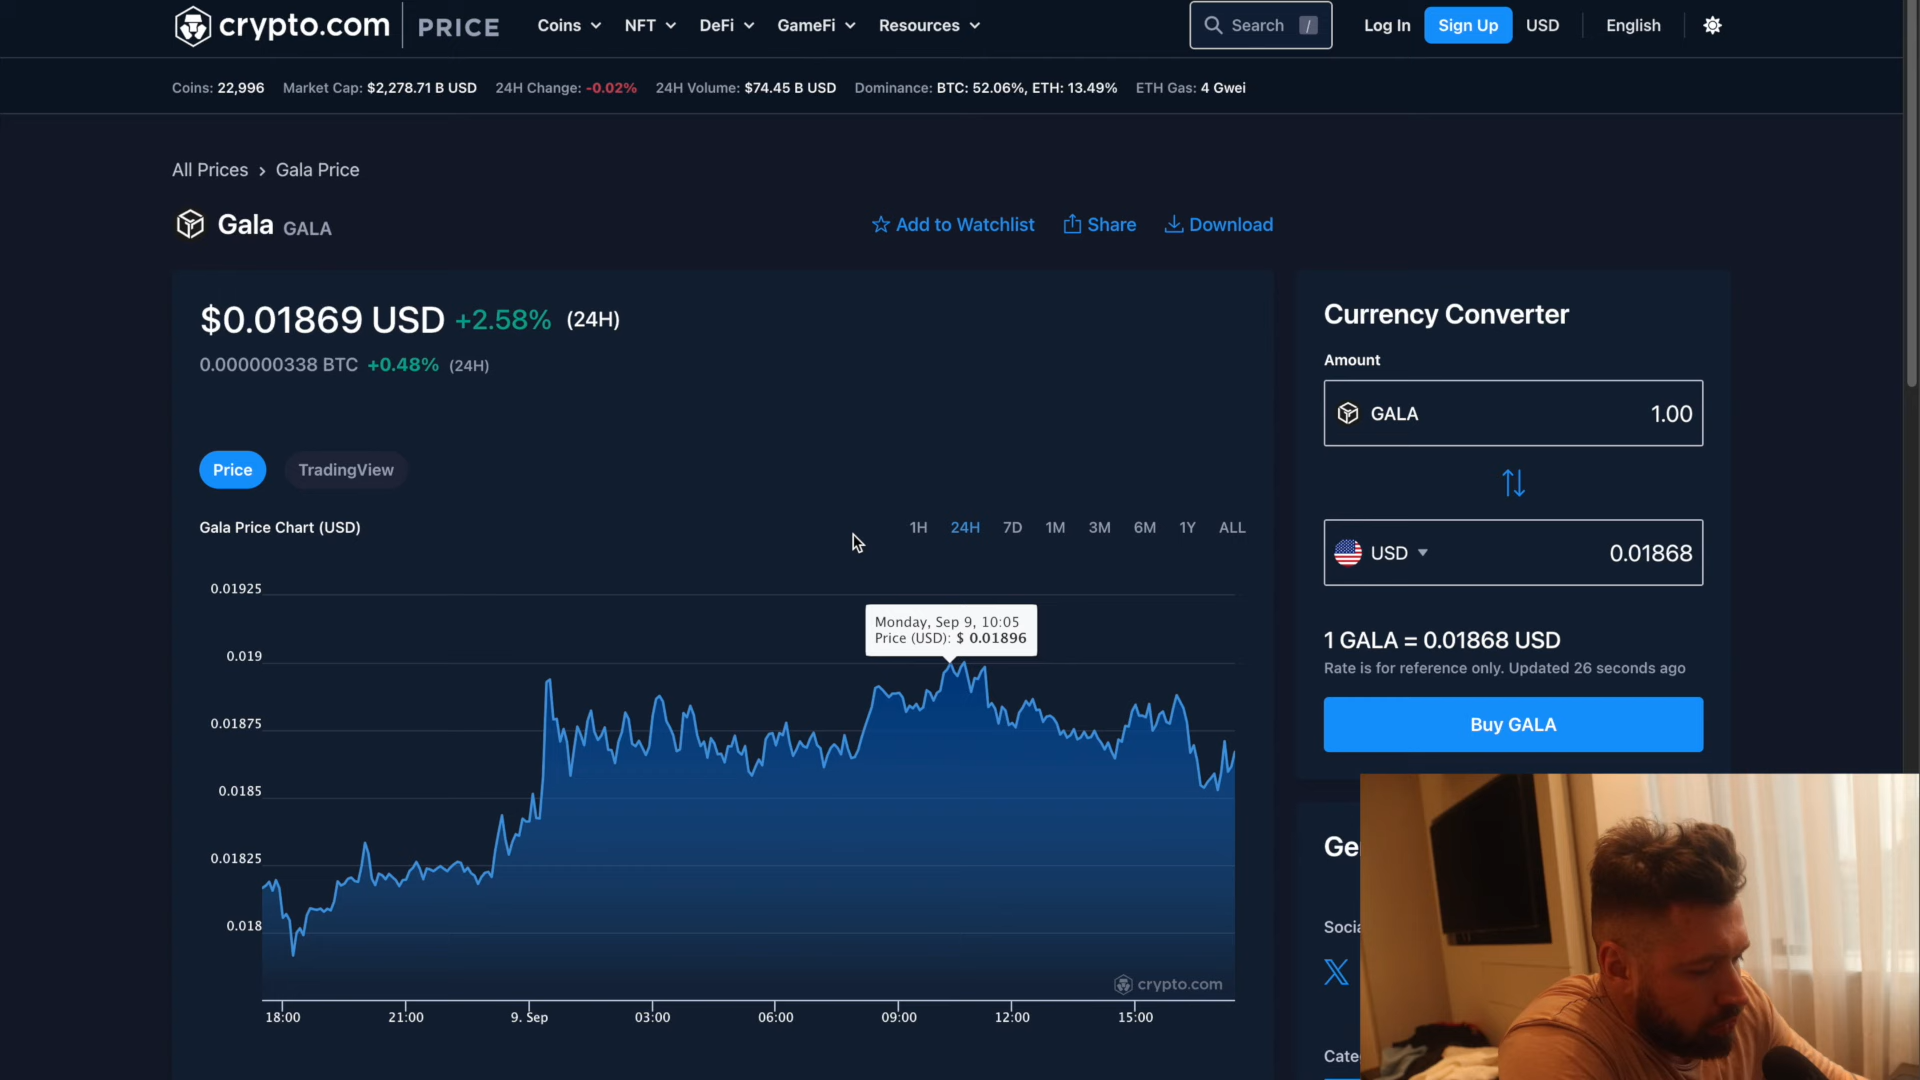 crypto.com PRICE Coins NFT DeFi GameFi Resources Search / Log In Sign Up USD English
Coins: 22,996 Market Cap: $2,278.71 B USD 24H Change: -0.02% 24H Volume: $74.45 B USD Dominance: BTC: 52.06%, ETH: 13.49% ETH Gas: 4 Gwei
All Prices > Gala Price
Gala GALA Add to Watchlist Share Download
$0.01869 USD +2.58% (24H)
0.000000338 BTC +0.48% (24H)
Price TradingView
Gala Price Chart (USD) 1H 24H 7D 1M 3M 6M 1Y ALL
0.01925
Monday, Sep 9, 10:05
Price (USD): $ 0.01896
0.019
0.01875
0.0185
0.01825
0.018
crypto.com
18:00 21:00 9. Sep 03:00 06:00 09:00 12:00 15:00
Currency Converter
Amount
GALA 1.00
USD 0.01868
1 GALA = 0.01868 USD
Rate is for reference only. Updated 26 seconds ago
Buy GALA
Ge
Socia
Cate